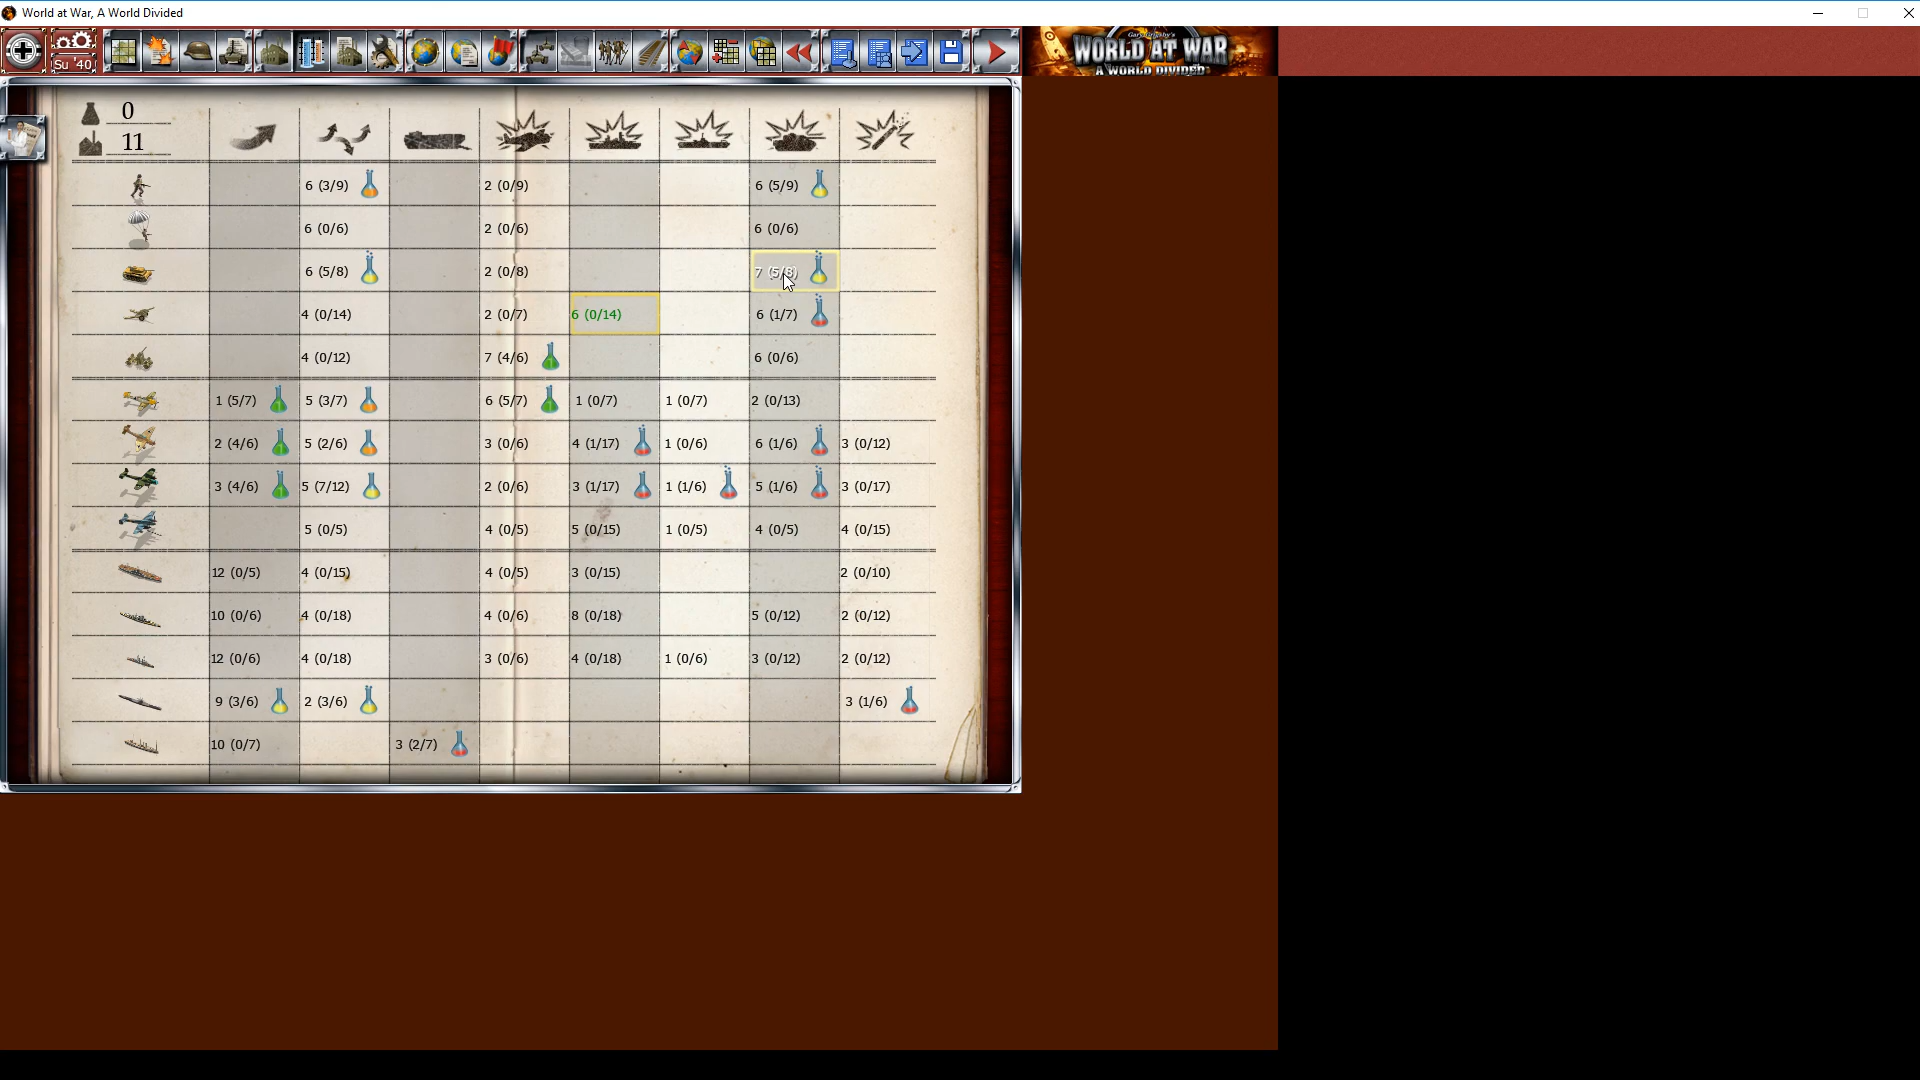 World at War, A World Divided
Su '40
WORLD AT WAR
A WORLD DIVIDED
0
11
6 (3/9) 2 (0/9) 6 (5/9)
6 (0/6) 2 (0/6) 6 (0/6)
6 (5/8) 2 (0/8) 7 (5/8)
4 (0/14) 2 (0/7) 6 (0/14) 6 (1/7)
4 (0/12) 7 (4/6) 6 (0/6)
1 (5/7) 5 (3/7) 6 (5/7) 1 (0/7) 1 (0/7) 2 (0/13)
2 (4/6) 5 (2/6) 3 (0/6) 4 (1/17) 1 (0/6) 6 (1/6) 3 (0/12)
3 (4/6) 5 (7/12) 2 (0/6) 3 (1/17) 1 (1/6) 5 (1/6) 3 (0/17)
5 (0/5) 4 (0/5) 5 (0/15) 1 (0/5) 4 (0/5) 4 (0/15)
12 (0/5) 4 (0/15) 4 (0/5) 3 (0/15) 2 (0/10)
10 (0/6) 4 (0/18) 4 (0/6) 8 (0/18) 5 (0/12) 2 (0/12)
12 (0/6) 4 (0/18) 3 (0/6) 4 (0/18) 1 (0/6) 3 (0/12) 2 (0/12)
9 (3/6) 2 (3/6) 3 (1/6)
10 (0/7) 3 (2/7)